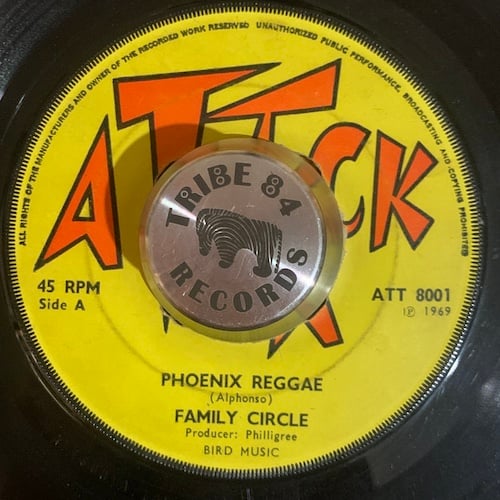 ALL RIGHTS OF THE MANUFACTURERS AND OWNER OF THE RECORDED WORK RESERVED UNAUTHORIZED PUBLIC PERFORMANCE, BROADCASTING AND COPYING PROHIBITED
ATTACK
TRIBE 84
RECORDS
45 RPM
Side A
ATT 8001
℗ 1969
PHOENIX REGGAE
(Alphonso)
FAMILY CIRCLE
Producer: Philligree
BIRD MUSIC